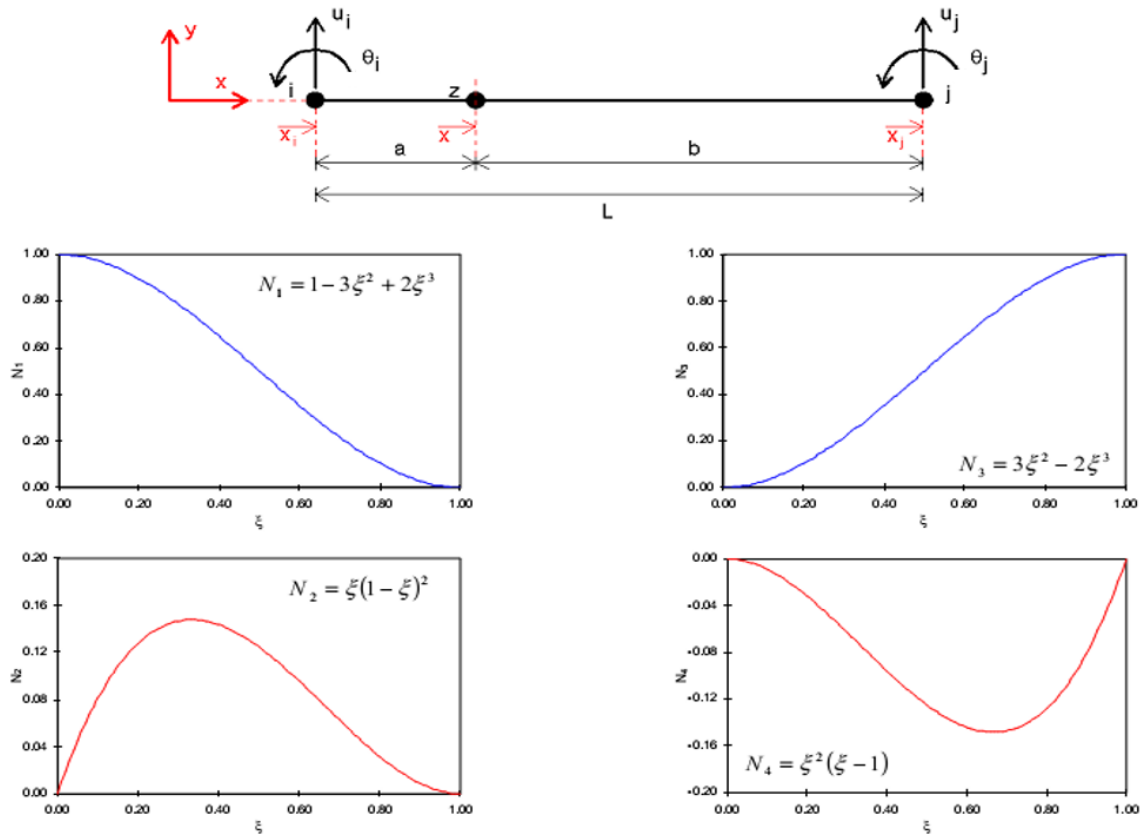 y
x
u_i
θ_i
i
z
u_j
θ_j
j
x_i
x
x_j
a
b
L
1.00
0.80
0.60
0.40
0.20
0.00
N₁
N₁ = 1 − 3ξ² + 2ξ³
0.00 0.20 0.40 0.60 0.80 1.00
ξ
1.00
0.80
0.60
0.40
0.20
0.00
N₃
N₃ = 3ξ² − 2ξ³
0.00 0.20 0.40 0.60 0.80 1.00
ξ
0.20
0.16
0.12
0.08
0.04
0.00
N₂
N₂ = ξ(1 − ξ)²
0.00 0.20 0.40 0.60 0.80 1.00
ξ
0.00
-0.04
-0.08
-0.12
-0.16
-0.20
N₄
N₄ = ξ²(ξ − 1)
0.00 0.20 0.40 0.60 0.80 1.00
ξ